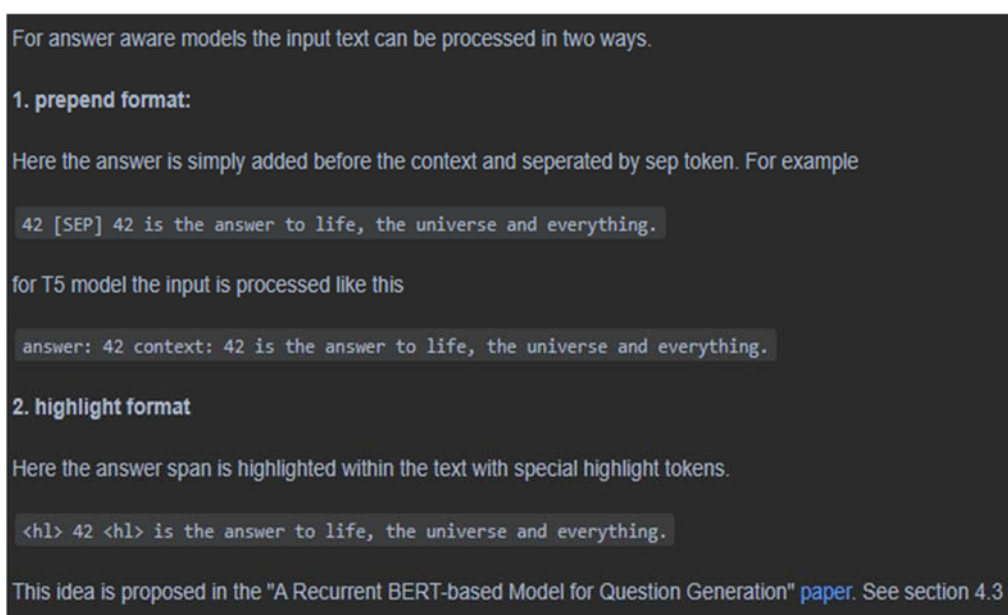 For answer aware models the input text can be processed in two ways.
1. prepend format:
Here the answer is simply added before the context and seperated by sep token. For example
42 [SEP] 42 is the answer to life, the universe and everything.
for T5 model the input is processed like this
answer: 42 context: 42 is the answer to life, the universe and everything.
2. highlight format
Here the answer span is highlighted within the text with special highlight tokens.
<hl> 42 <hl> is the answer to life, the universe and everything.
This idea is proposed in the "A Recurrent BERT-based Model for Question Generation" paper. See section 4.3